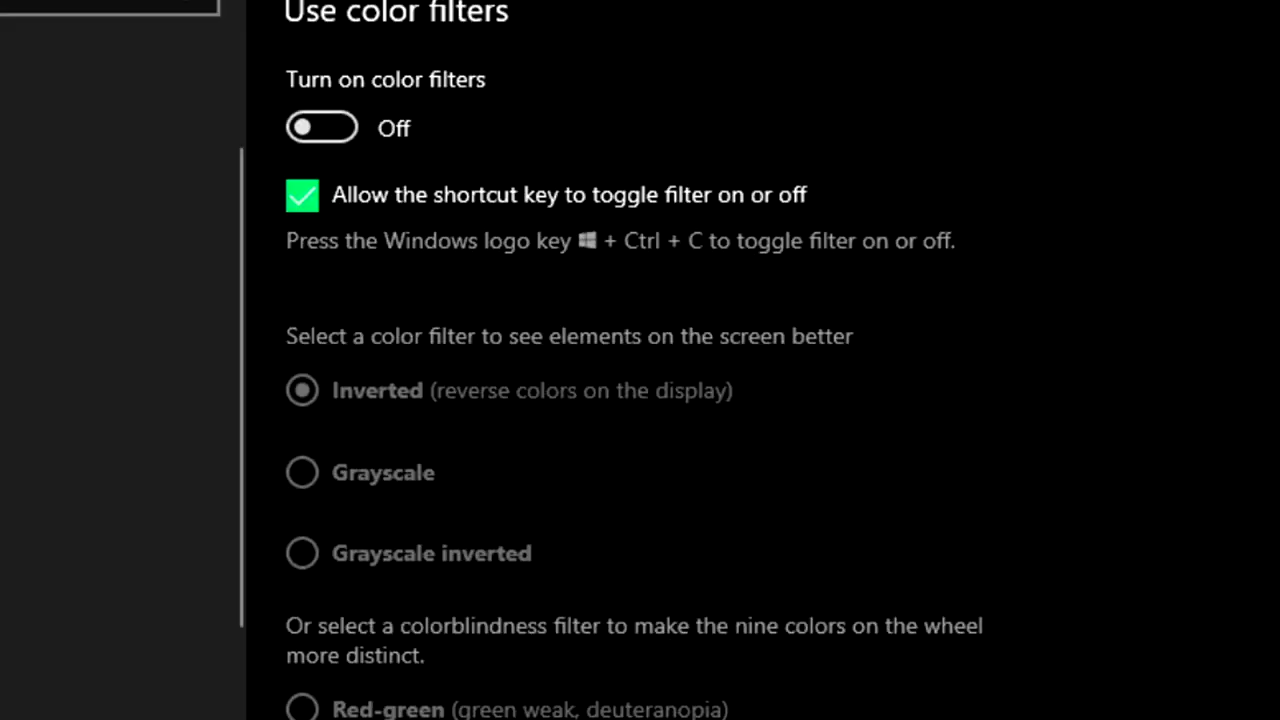 Use color filters
Turn on color filters
Off
Allow the shortcut key to toggle filter on or off
Press the Windows logo key + Ctrl + C to toggle filter on or off.
Select a color filter to see elements on the screen better
Inverted (reverse colors on the display)
Grayscale
Grayscale inverted
Or select a colorblindness filter to make the nine colors on the wheel
more distinct.
Red-green (green weak, deuteranopia)